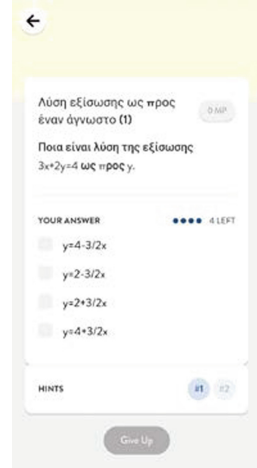 Λύση εξίσωσης ως προς
0 MP
έναν άγνωστο (1)
Ποια είναι λύση της εξίσωσης
3x+2y=4 ως προς y.
YOUR ANSWER
4 LEFT
y=4-3/2x
y=2-3/2x
y=2+3/2x
y=4+3/2x
HINTS
#1
#2
Give Up